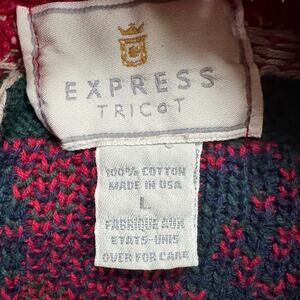 EXPRESS
TRICOT
100% COTTON
MADE IN USA
L
FABRIQUE AUX
ETATS-UNIS
OVER FOR CARE